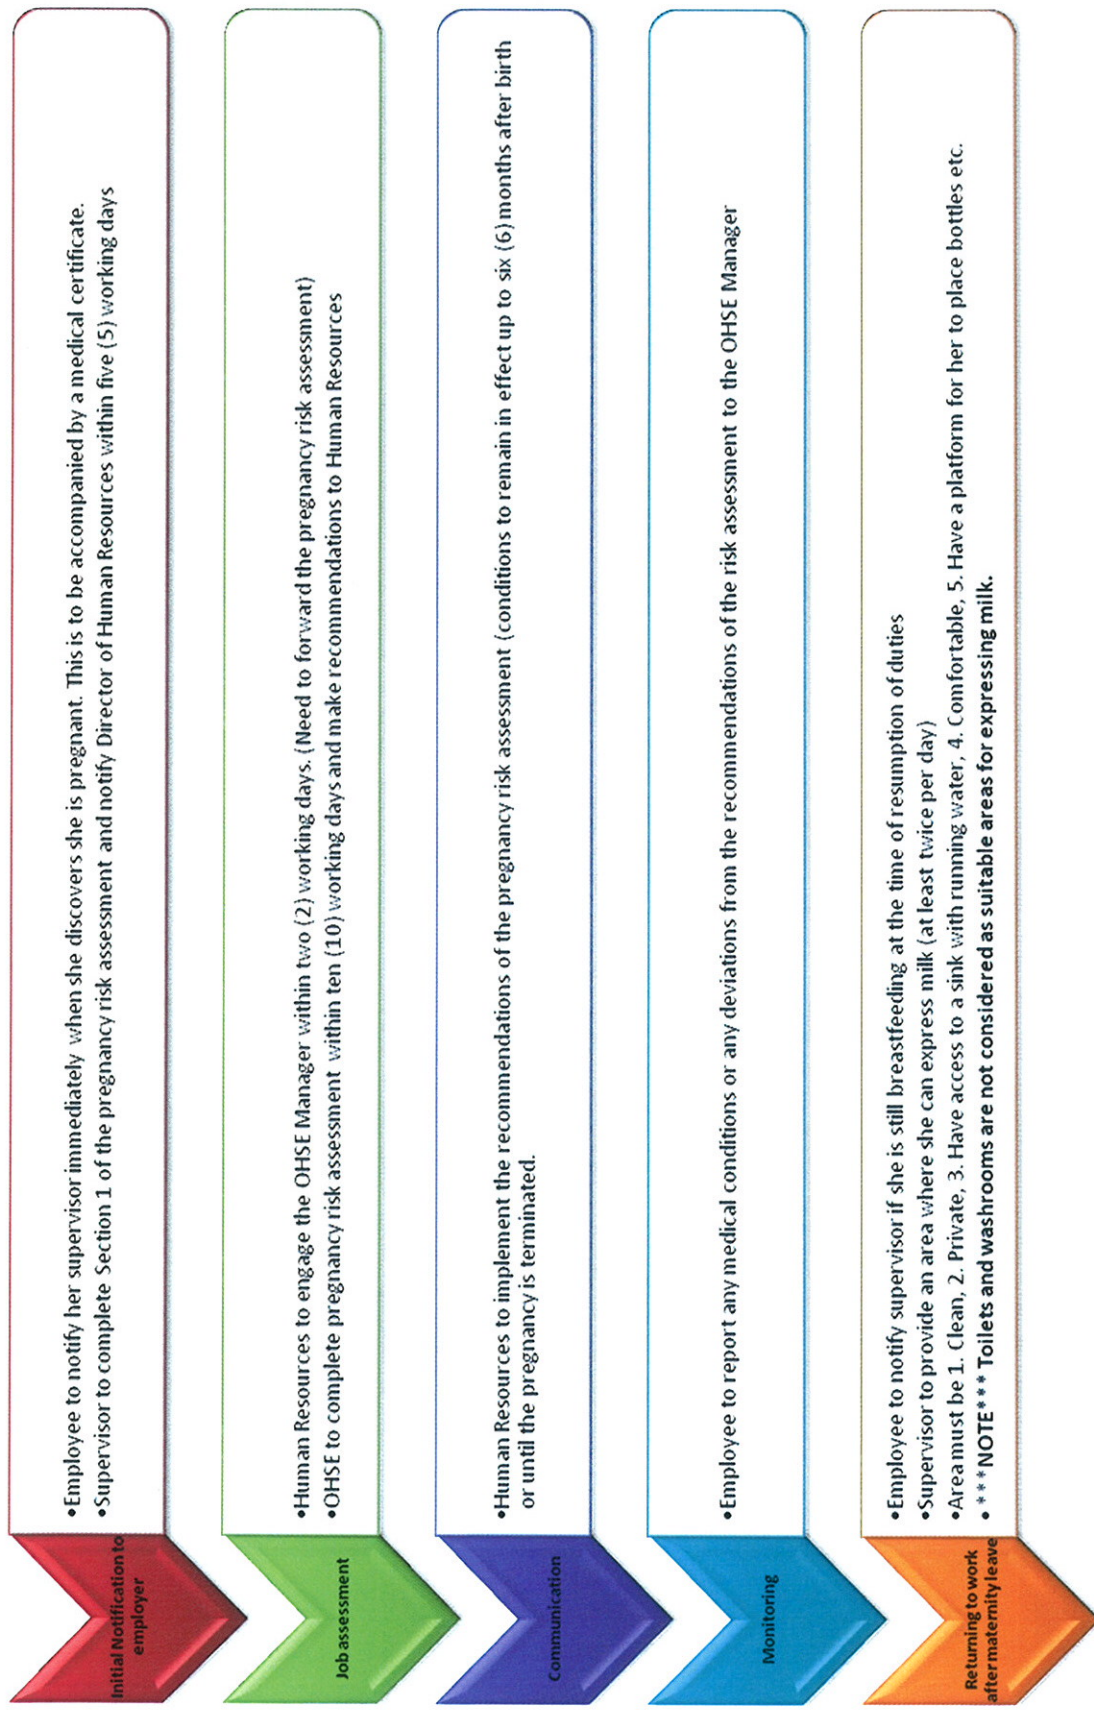 Initial Notification to
employer
•Employee to notify her supervisor immediately when she discovers she is pregnant. This is to be accompanied by a medical certificate.
•Supervisor to complete Section 1 of the pregnancy risk assessment and notify Director of Human Resources within five (5) working days
Job assessment
•Human Resources to engage the OHSE Manager within two (2) working days. (Need to forward the pregnancy risk assessment)
•OHSE to complete pregnancy risk assessment within ten (10) working days and make recommendations to Human Resources
Communication
•Human Resources to implement the recommendations of the pregnancy risk assessment (conditions to remain in effect up to six (6) months after birth
or until the pregnancy is terminated.
Monitoring
•Employee to report any medical conditions or any deviations from the recommendations of the risk assessment to the OHSE Manager
Returning to work
after maternity leave
•Employee to notify supervisor if she is still breastfeeding at the time of resumption of duties
•Supervisor to provide an area where she can express milk (at least twice per day)
•Area must be 1. Clean, 2. Private, 3. Have access to a sink with running water, 4. Comfortable, 5. Have a platform for her to place bottles etc.
•***NOTE*** Toilets and washrooms are not considered as suitable areas for expressing milk.